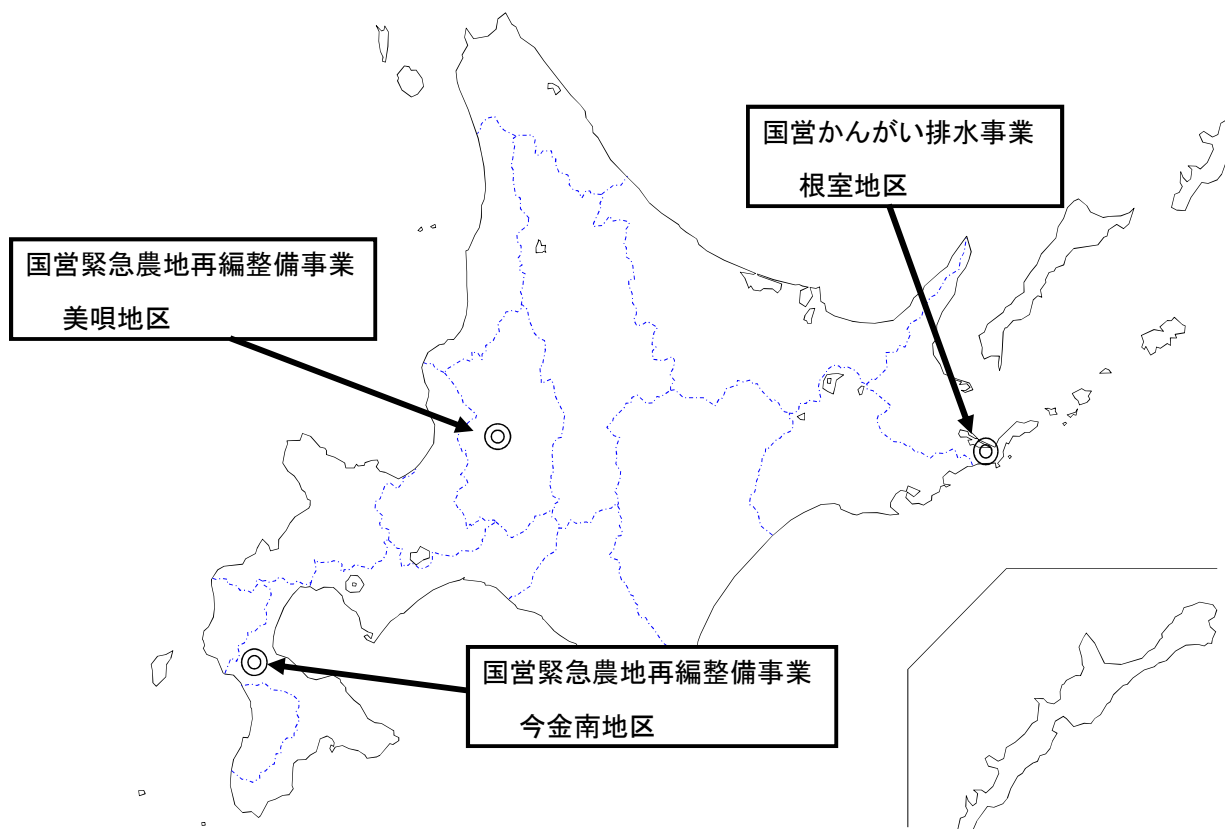 国営かんがい排水事業
根室地区
国営緊急農地再編整備事業
美唄地区
国営緊急農地再編整備事業
今金南地区